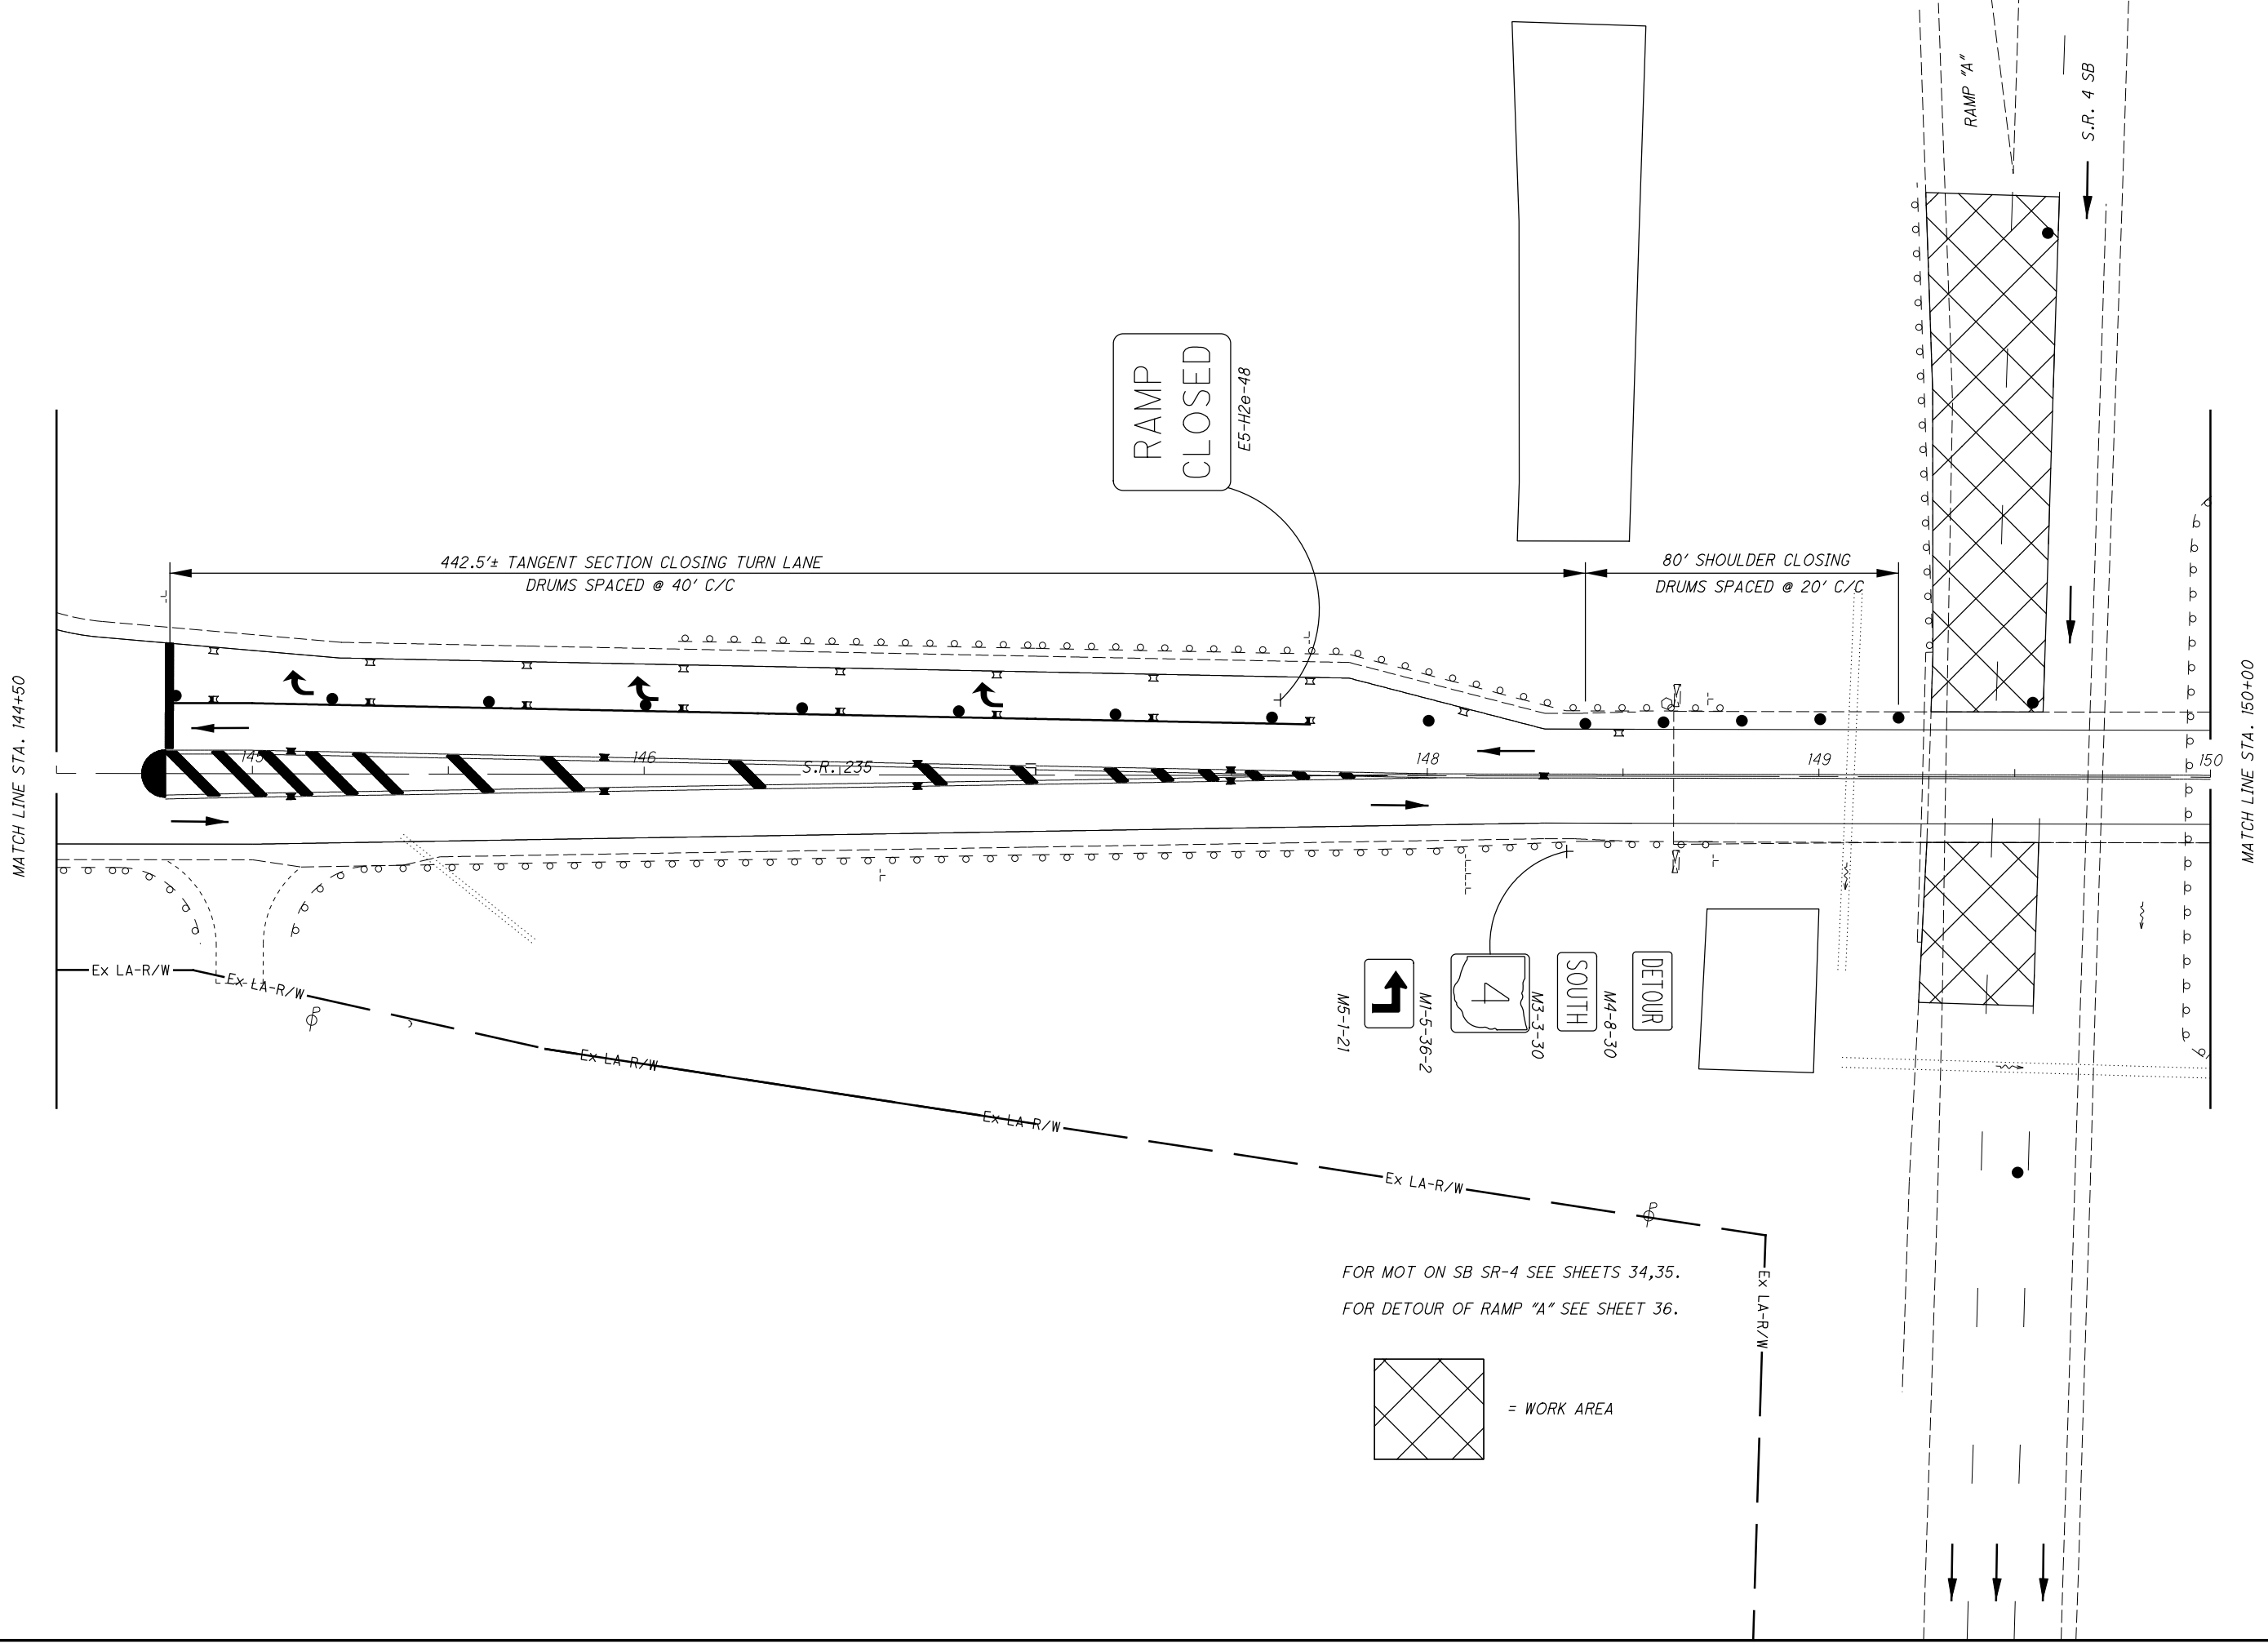 RAMP "A"
S.R. 4 SB
RAMP
CLOSED
E5-H2e-48
442.5'± TANGENT SECTION CLOSING TURN LANE
DRUMS SPACED @ 40' C/C
80' SHOULDER CLOSING
DRUMS SPACED @ 20' C/C
MATCH LINE STA. 144+50
MATCH LINE STA. 150+00
145
146
S.R. 235
148
149
150
DETOUR
M4-8-30
SOUTH
M3-3-30
4
M1-5-36-2
M5-1-21
Ex LA-R/W
Ex LA-R/W
Ex LA-R/W
Ex LA-R/W
Ex LA-R/W
Ex LA-R/W
FOR MOT ON SB SR-4 SEE SHEETS 34,35.
FOR DETOUR OF RAMP "A" SEE SHEET 36.
= WORK AREA